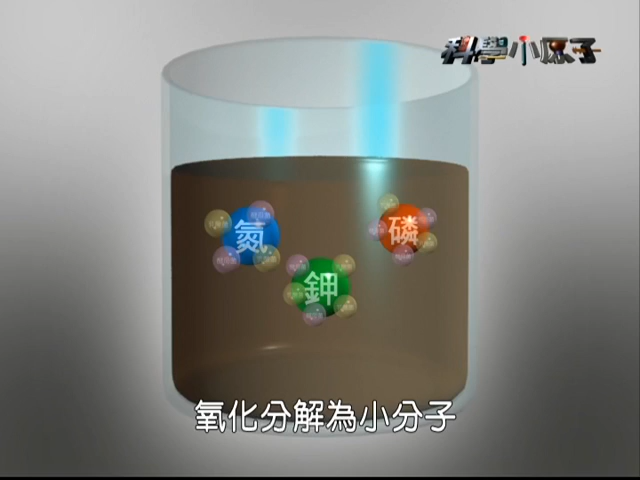 科學小原子
氮
磷
鉀
氧化分解為小分子